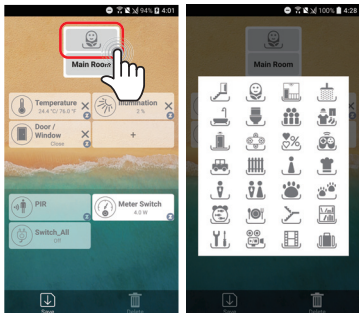 94% 4:01
Main Room
Temperature
24.4 °C/ 76.0 °F
Illumination
3 %
Door /
Window
Close
+
PIR
Meter Switch
4.0 W
Switch_All
Off
Save
Delete
100% 4:28
Main Room
Save
Delete